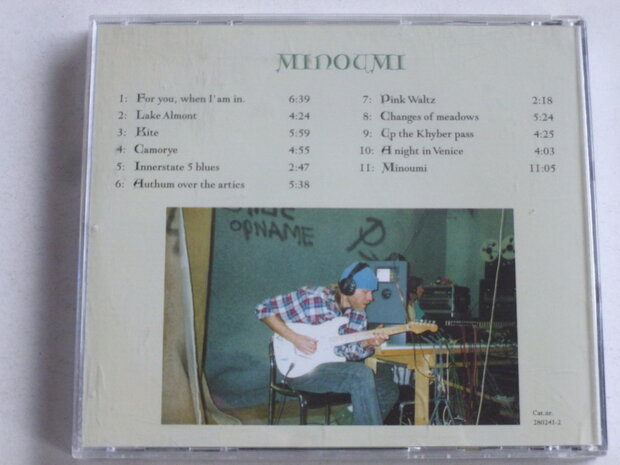 MINOUMI
1: For you, when I'am in. 6:39
2: Lake Almont 4:24
3: Kite 5:59
4: Camorye 4:55
5: Innerstate 5 blues 2:47
6: Authum over the artics 5:38
7: Pink Waltz 2:18
8: Changes of meadows 5:24
9: Up the Khyber pass 4:25
10: A night in Venice 4:03
11: Minoumi 11:05
OPNAME
Cat.nr.
280241-2